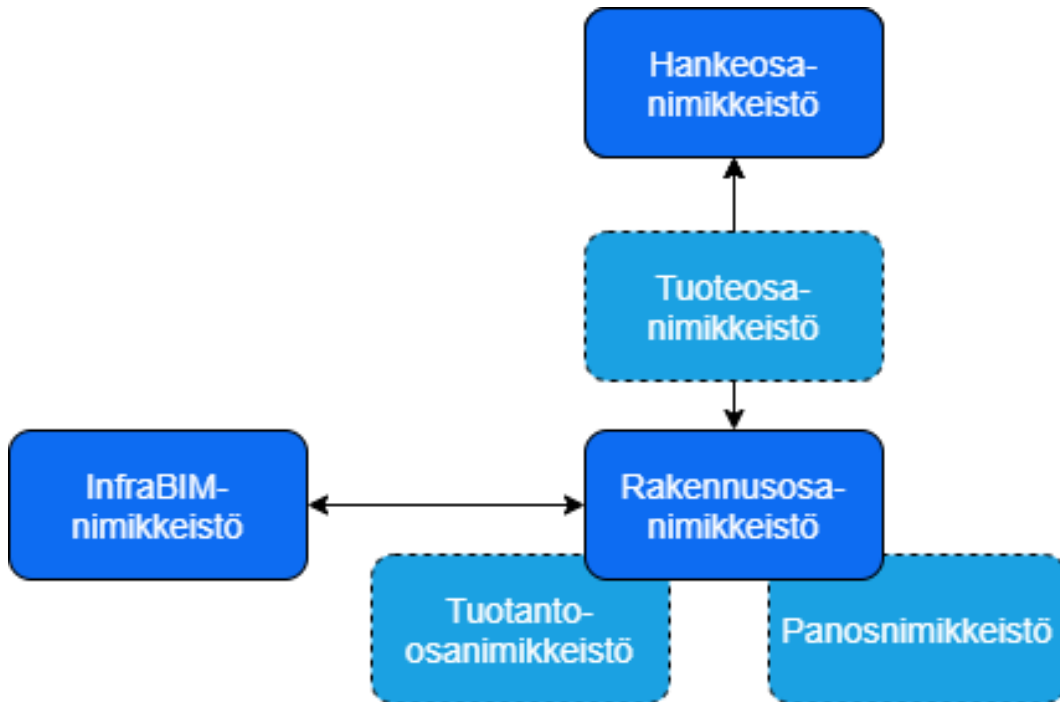 Hankeosa-
nimikkeistö
Tuoteosa-
nimikkeistö
InfraBIM-
nimikkeistö
Rakennusosa-
nimikkeistö
Tuotanto-
osanimikkeistö
Panosnimikkeistö